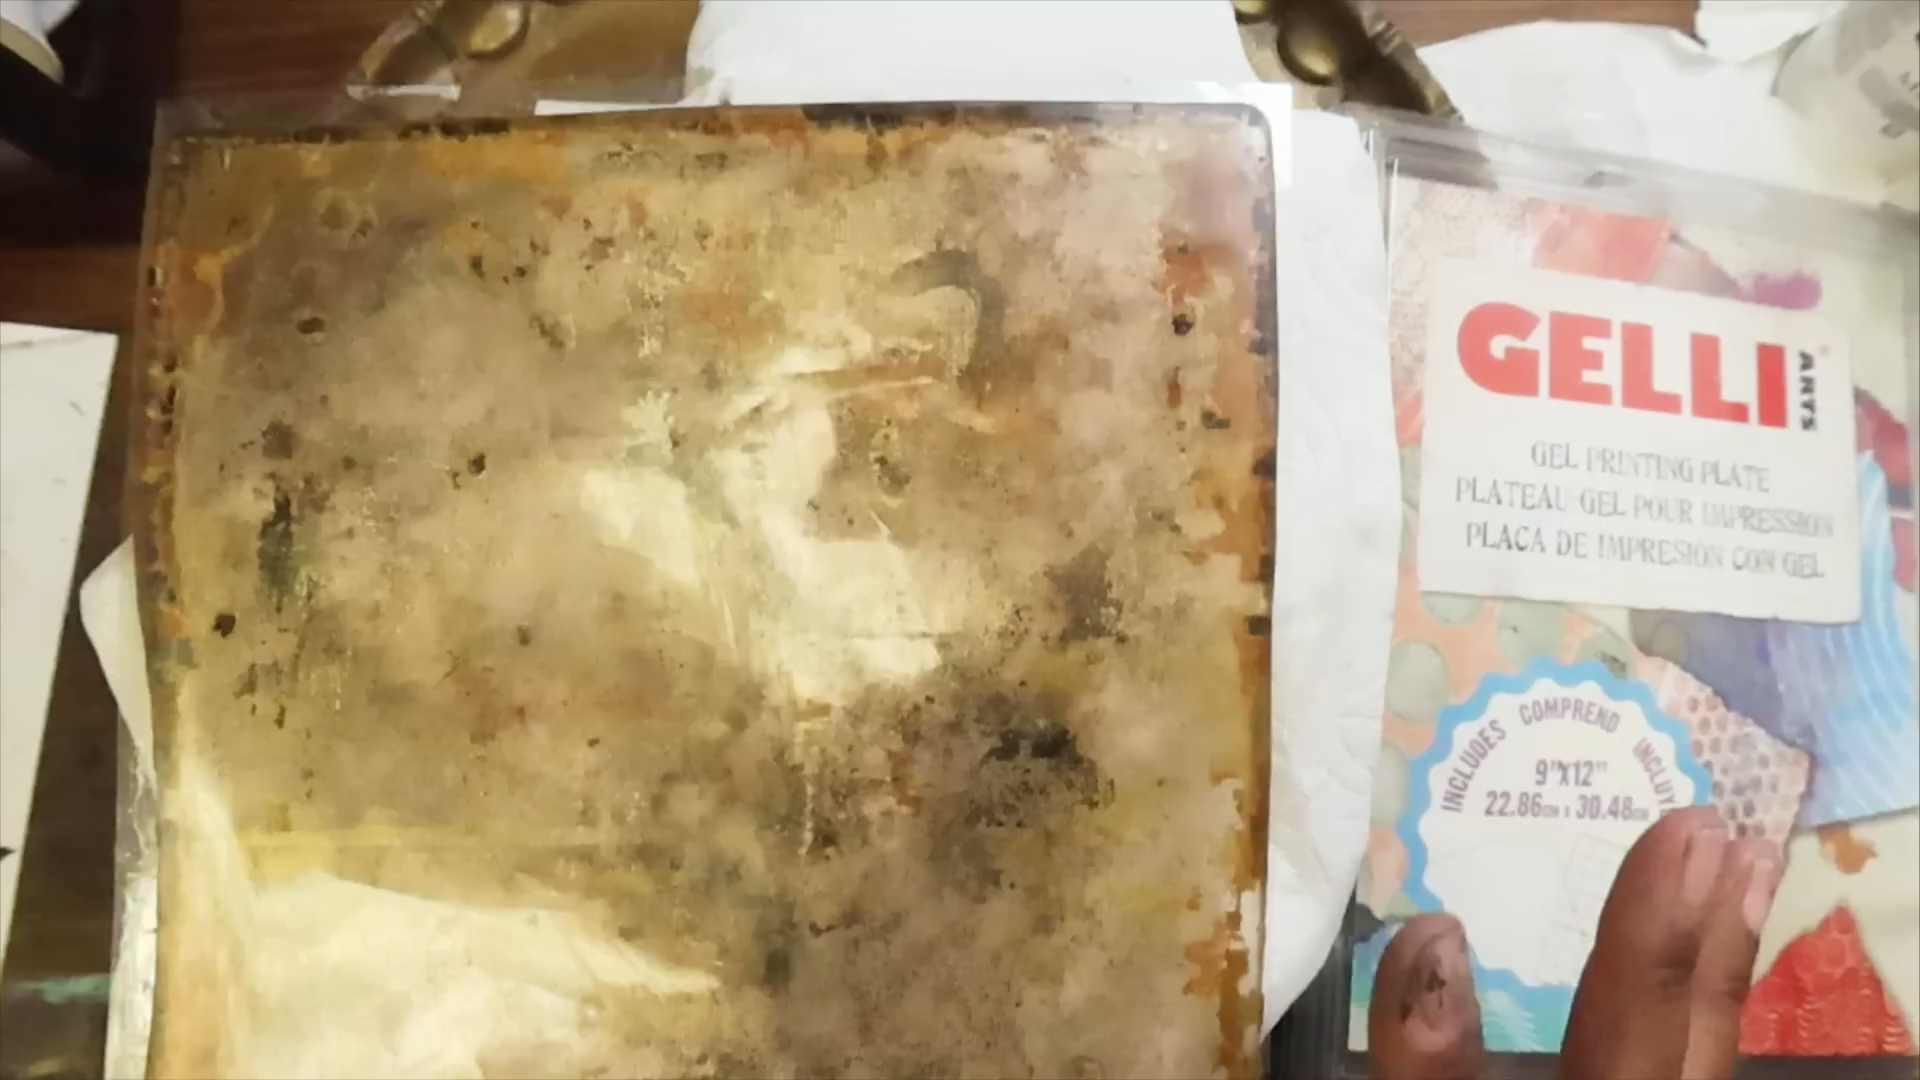 GELLI
ARTS
GEL PRINTING PLATE
PLATEAU GEL POUR IMPRESSION
PLACA DE IMPRESIÓN CON GEL
INCLUDES COMPREND INCLUYE
9"X12"
22.86cm x 30.48cm